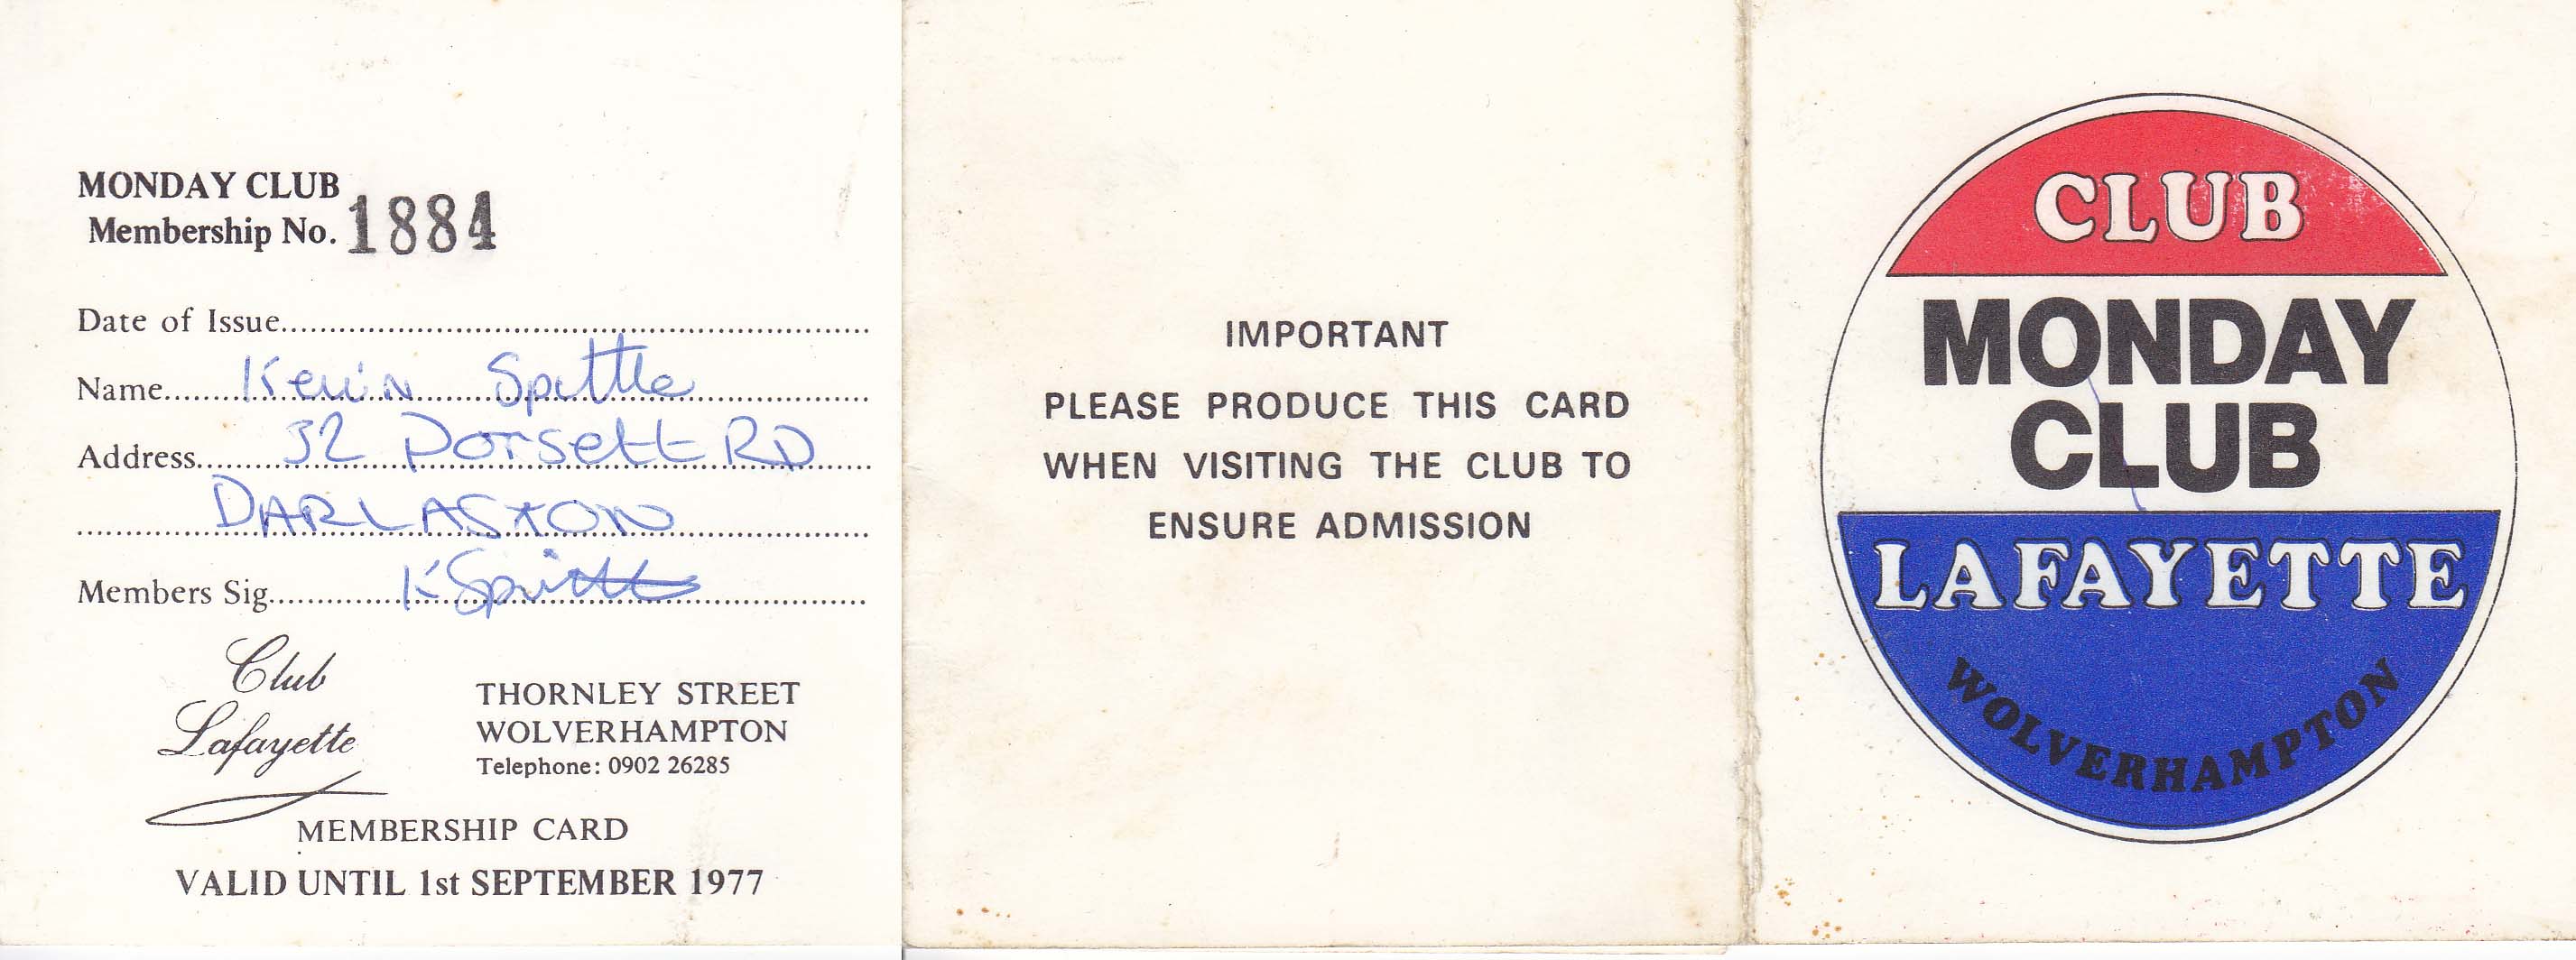 MONDAY CLUB
Membership No. 1884
Date of Issue
Name Kevin Spittle
Address 32 Dorsett RD
DARLASTON
Members Sig K Spittle
Club
Lafayette
THORNLEY STREET
WOLVERHAMPTON
Telephone: 0902 26285
MEMBERSHIP CARD
VALID UNTIL 1st SEPTEMBER 1977
IMPORTANT
PLEASE PRODUCE THIS CARD
WHEN VISITING THE CLUB TO
ENSURE ADMISSION
CLUB
MONDAY
CLUB
LAFAYETTE
WOLVERHAMPTON